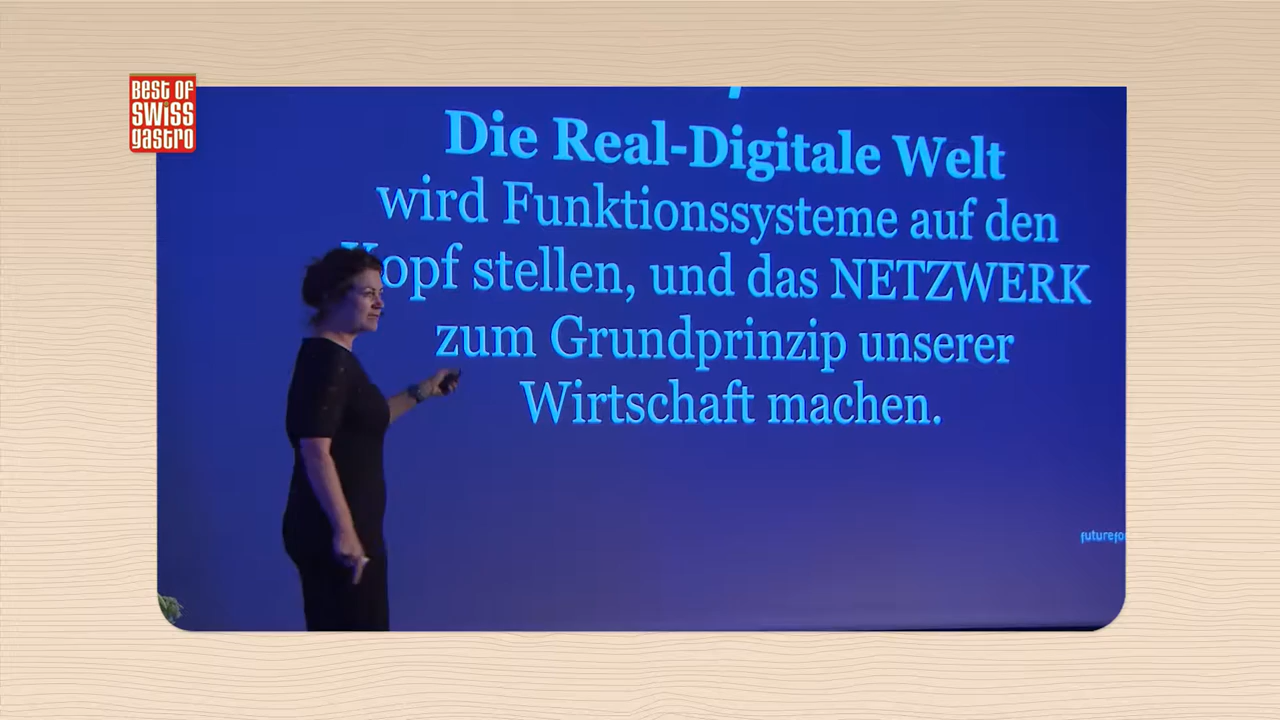 BEST OF
SWISS
gastro
Die Real-Digitale Welt
wird Funktionssysteme auf den
Kopf stellen, und das NETZWERK
zum Grundprinzip unserer
Wirtschaft machen.